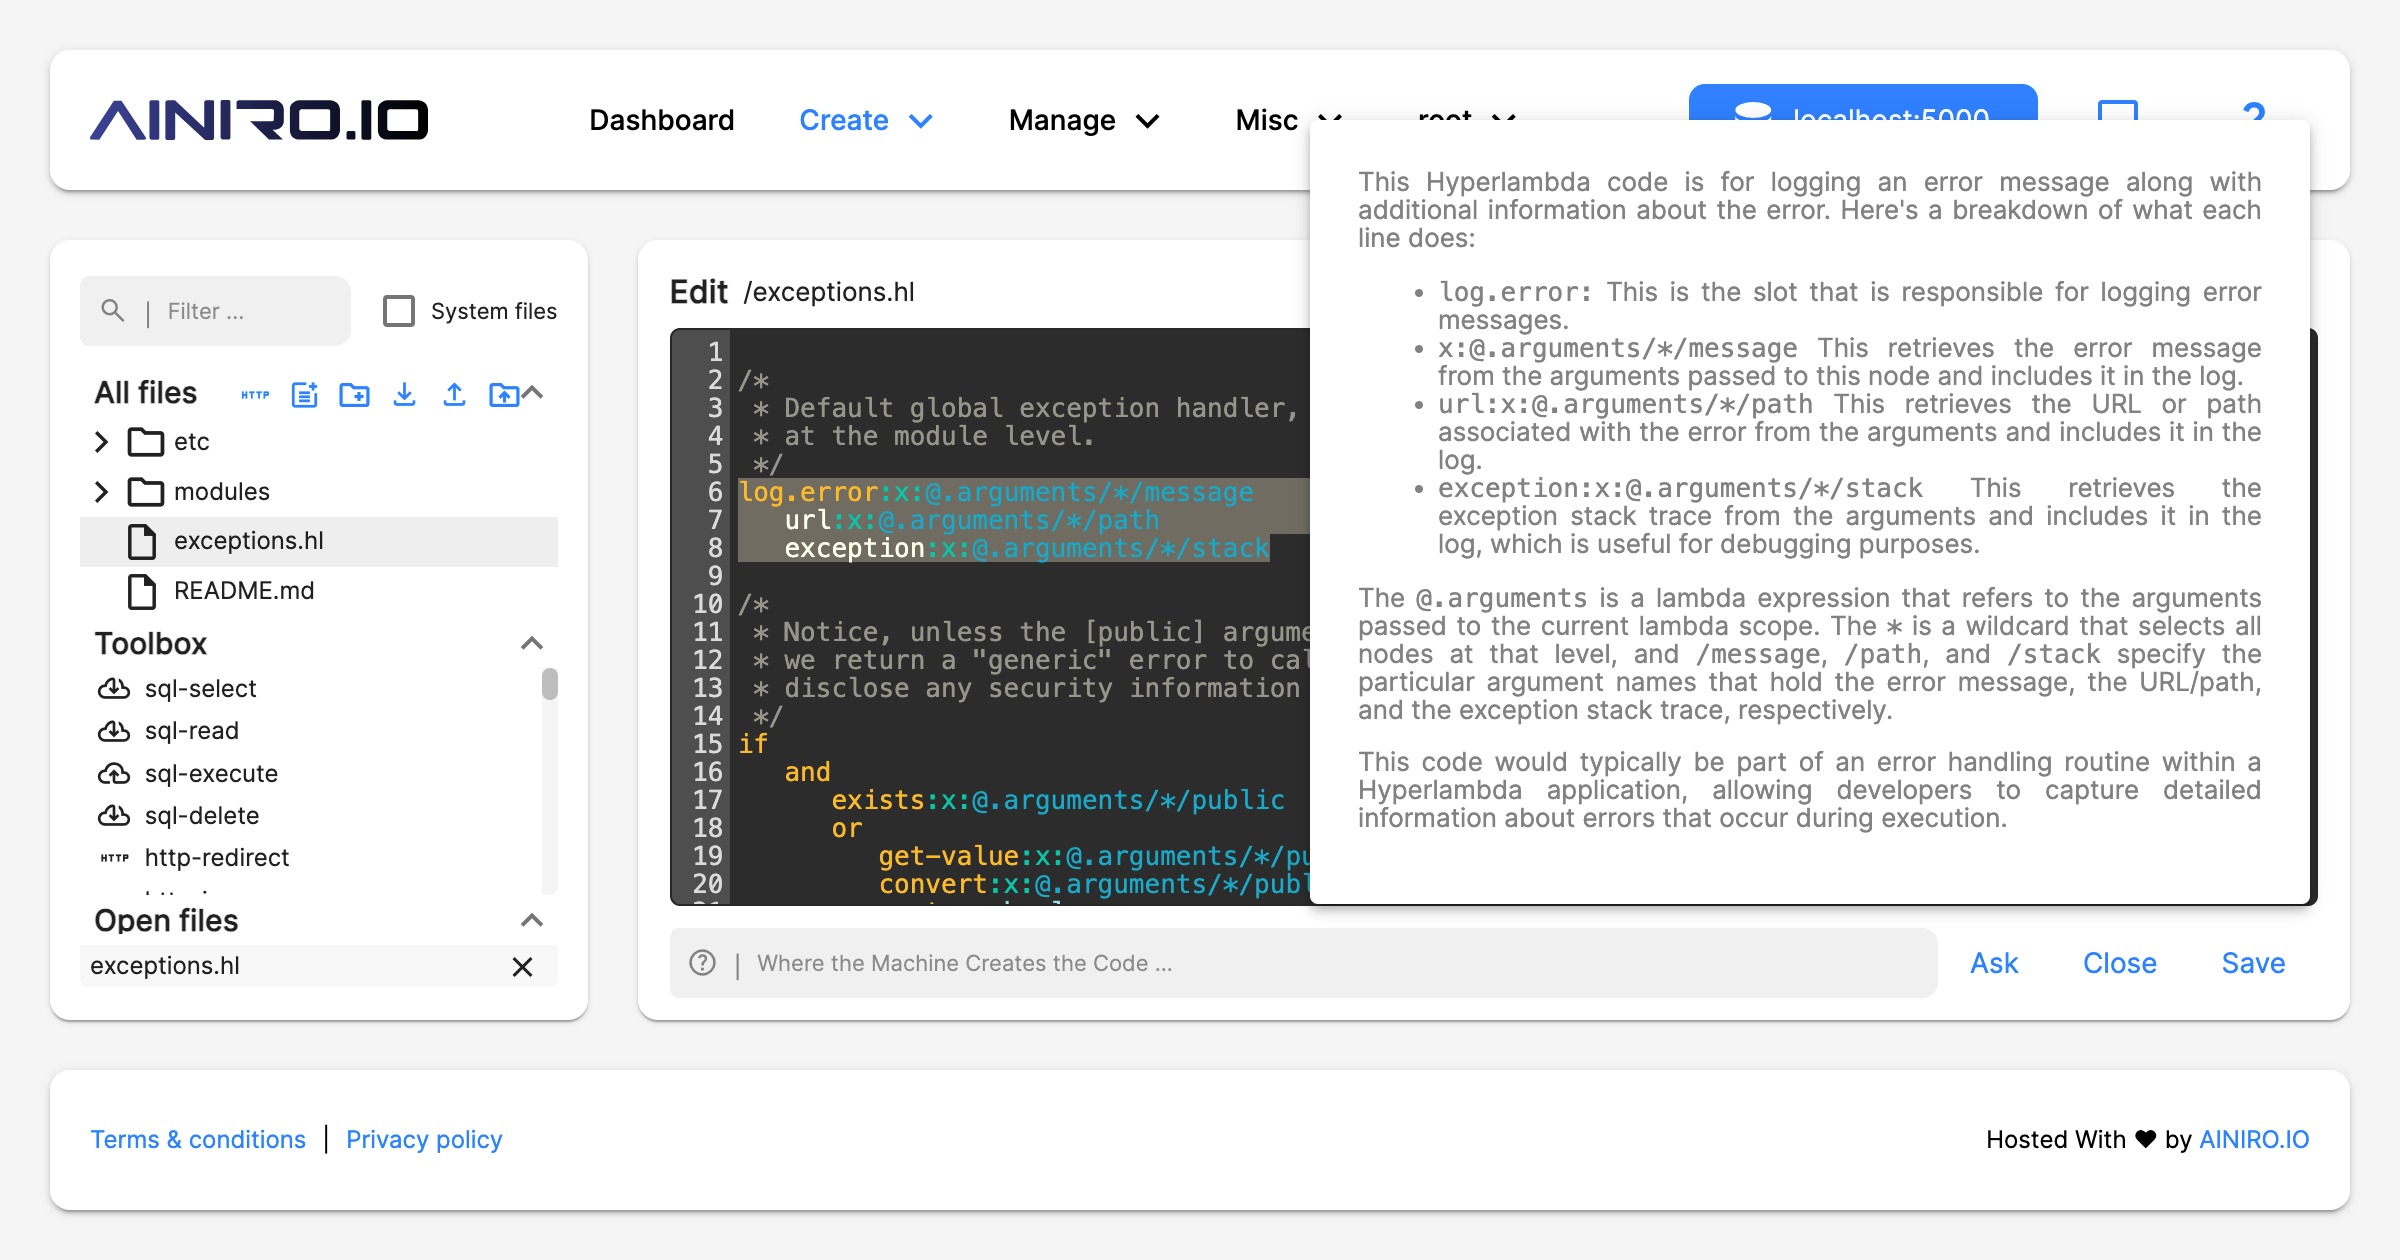 AINIRO.IO
Dashboard
Create
Manage
Misc
root
localhost:5000
?
Filter ...
System files
All files
HTTP
etc
modules
exceptions.hl
README.md
Toolbox
sql-select
sql-read
sql-execute
sql-delete
HTTP http-redirect
Open files
exceptions.hl
Edit /exceptions.hl
1
2 /*
3 * Default global exception handler,
4 * at the module level.
5 */
6 log.error:x:@.arguments/*/message
7 url:x:@.arguments/*/path
8 exception:x:@.arguments/*/stack
9
10 /*
11 * Notice, unless the [public] argume
12 * we return a "generic" error to cal
13 * disclose any security information
14 */
15 if
16 and
17 exists:x:@.arguments/*/public
18 or
19 get-value:x:@.arguments/*/pu
20 convert:x:@.arguments/*/publ
This Hyperlambda code is for logging an error message along with
additional information about the error. Here's a breakdown of what each
line does:
• log.error: This is the slot that is responsible for logging error
messages.
• x:@.arguments/*/message This retrieves the error message
from the arguments passed to this node and includes it in the log.
• url:x:@.arguments/*/path This retrieves the URL or path
associated with the error from the arguments and includes it in the
log.
• exception:x:@.arguments/*/stack This retrieves the
exception stack trace from the arguments and includes it in the
log, which is useful for debugging purposes.
The @.arguments is a lambda expression that refers to the arguments
passed to the current lambda scope. The * is a wildcard that selects all
nodes at that level, and /message, /path, and /stack specify the
particular argument names that hold the error message, the URL/path,
and the exception stack trace, respectively.
This code would typically be part of an error handling routine within a
Hyperlambda application, allowing developers to capture detailed
information about errors that occur during execution.
Where the Machine Creates the Code ...
Ask
Close
Save
Terms & conditions | Privacy policy
Hosted With ♥ by AINIRO.IO